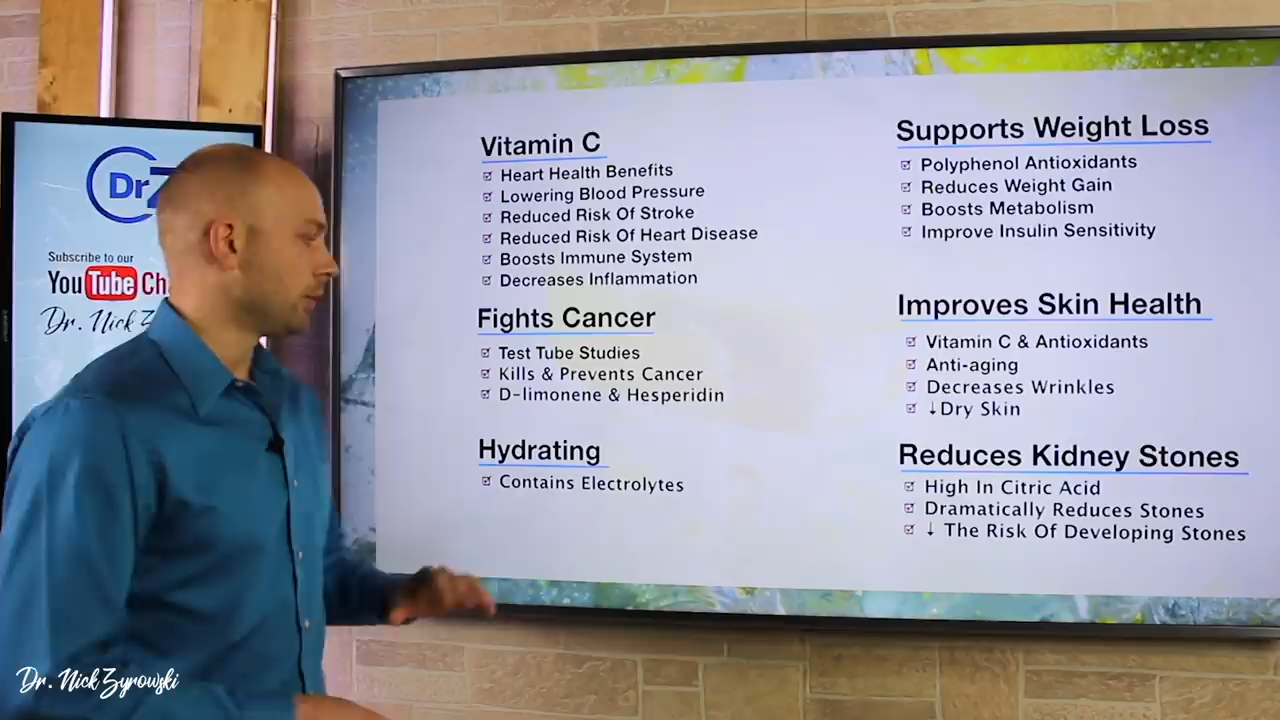 Dr Z
Subscribe to our
YouTube Ch
Dr. Nick Z
Vitamin C
Heart Health Benefits
Lowering Blood Pressure
Reduced Risk Of Stroke
Reduced Risk Of Heart Disease
Boosts Immune System
Decreases Inflammation
Fights Cancer
Test Tube Studies
Kills & Prevents Cancer
D-limonene & Hesperidin
Hydrating
Contains Electrolytes
Supports Weight Loss
Polyphenol Antioxidants
Reduces Weight Gain
Boosts Metabolism
Improve Insulin Sensitivity
Improves Skin Health
Vitamin C & Antioxidants
Anti-aging
Decreases Wrinkles
↓Dry Skin
Reduces Kidney Stones
High In Citric Acid
Dramatically Reduces Stones
↓ The Risk Of Developing Stones
Dr. Nick Zyrowski